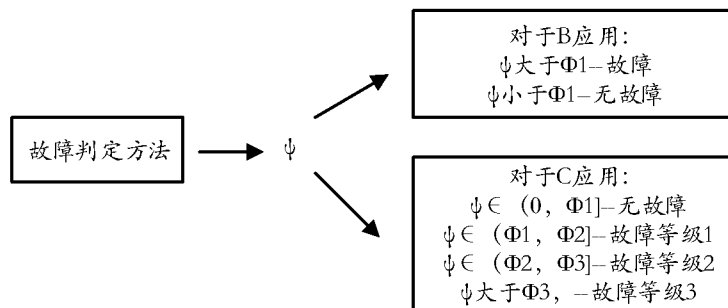 故障判定方法
ψ
对于B应用:
ψ大于Φ1–故障
ψ小于Φ1–无故障
对于C应用:
ψ∈ (0, Φ1]–无故障
ψ∈ (Φ1, Φ2]–故障等级1
ψ∈ (Φ2, Φ3]–故障等级2
ψ大于Φ3, –故障等级3